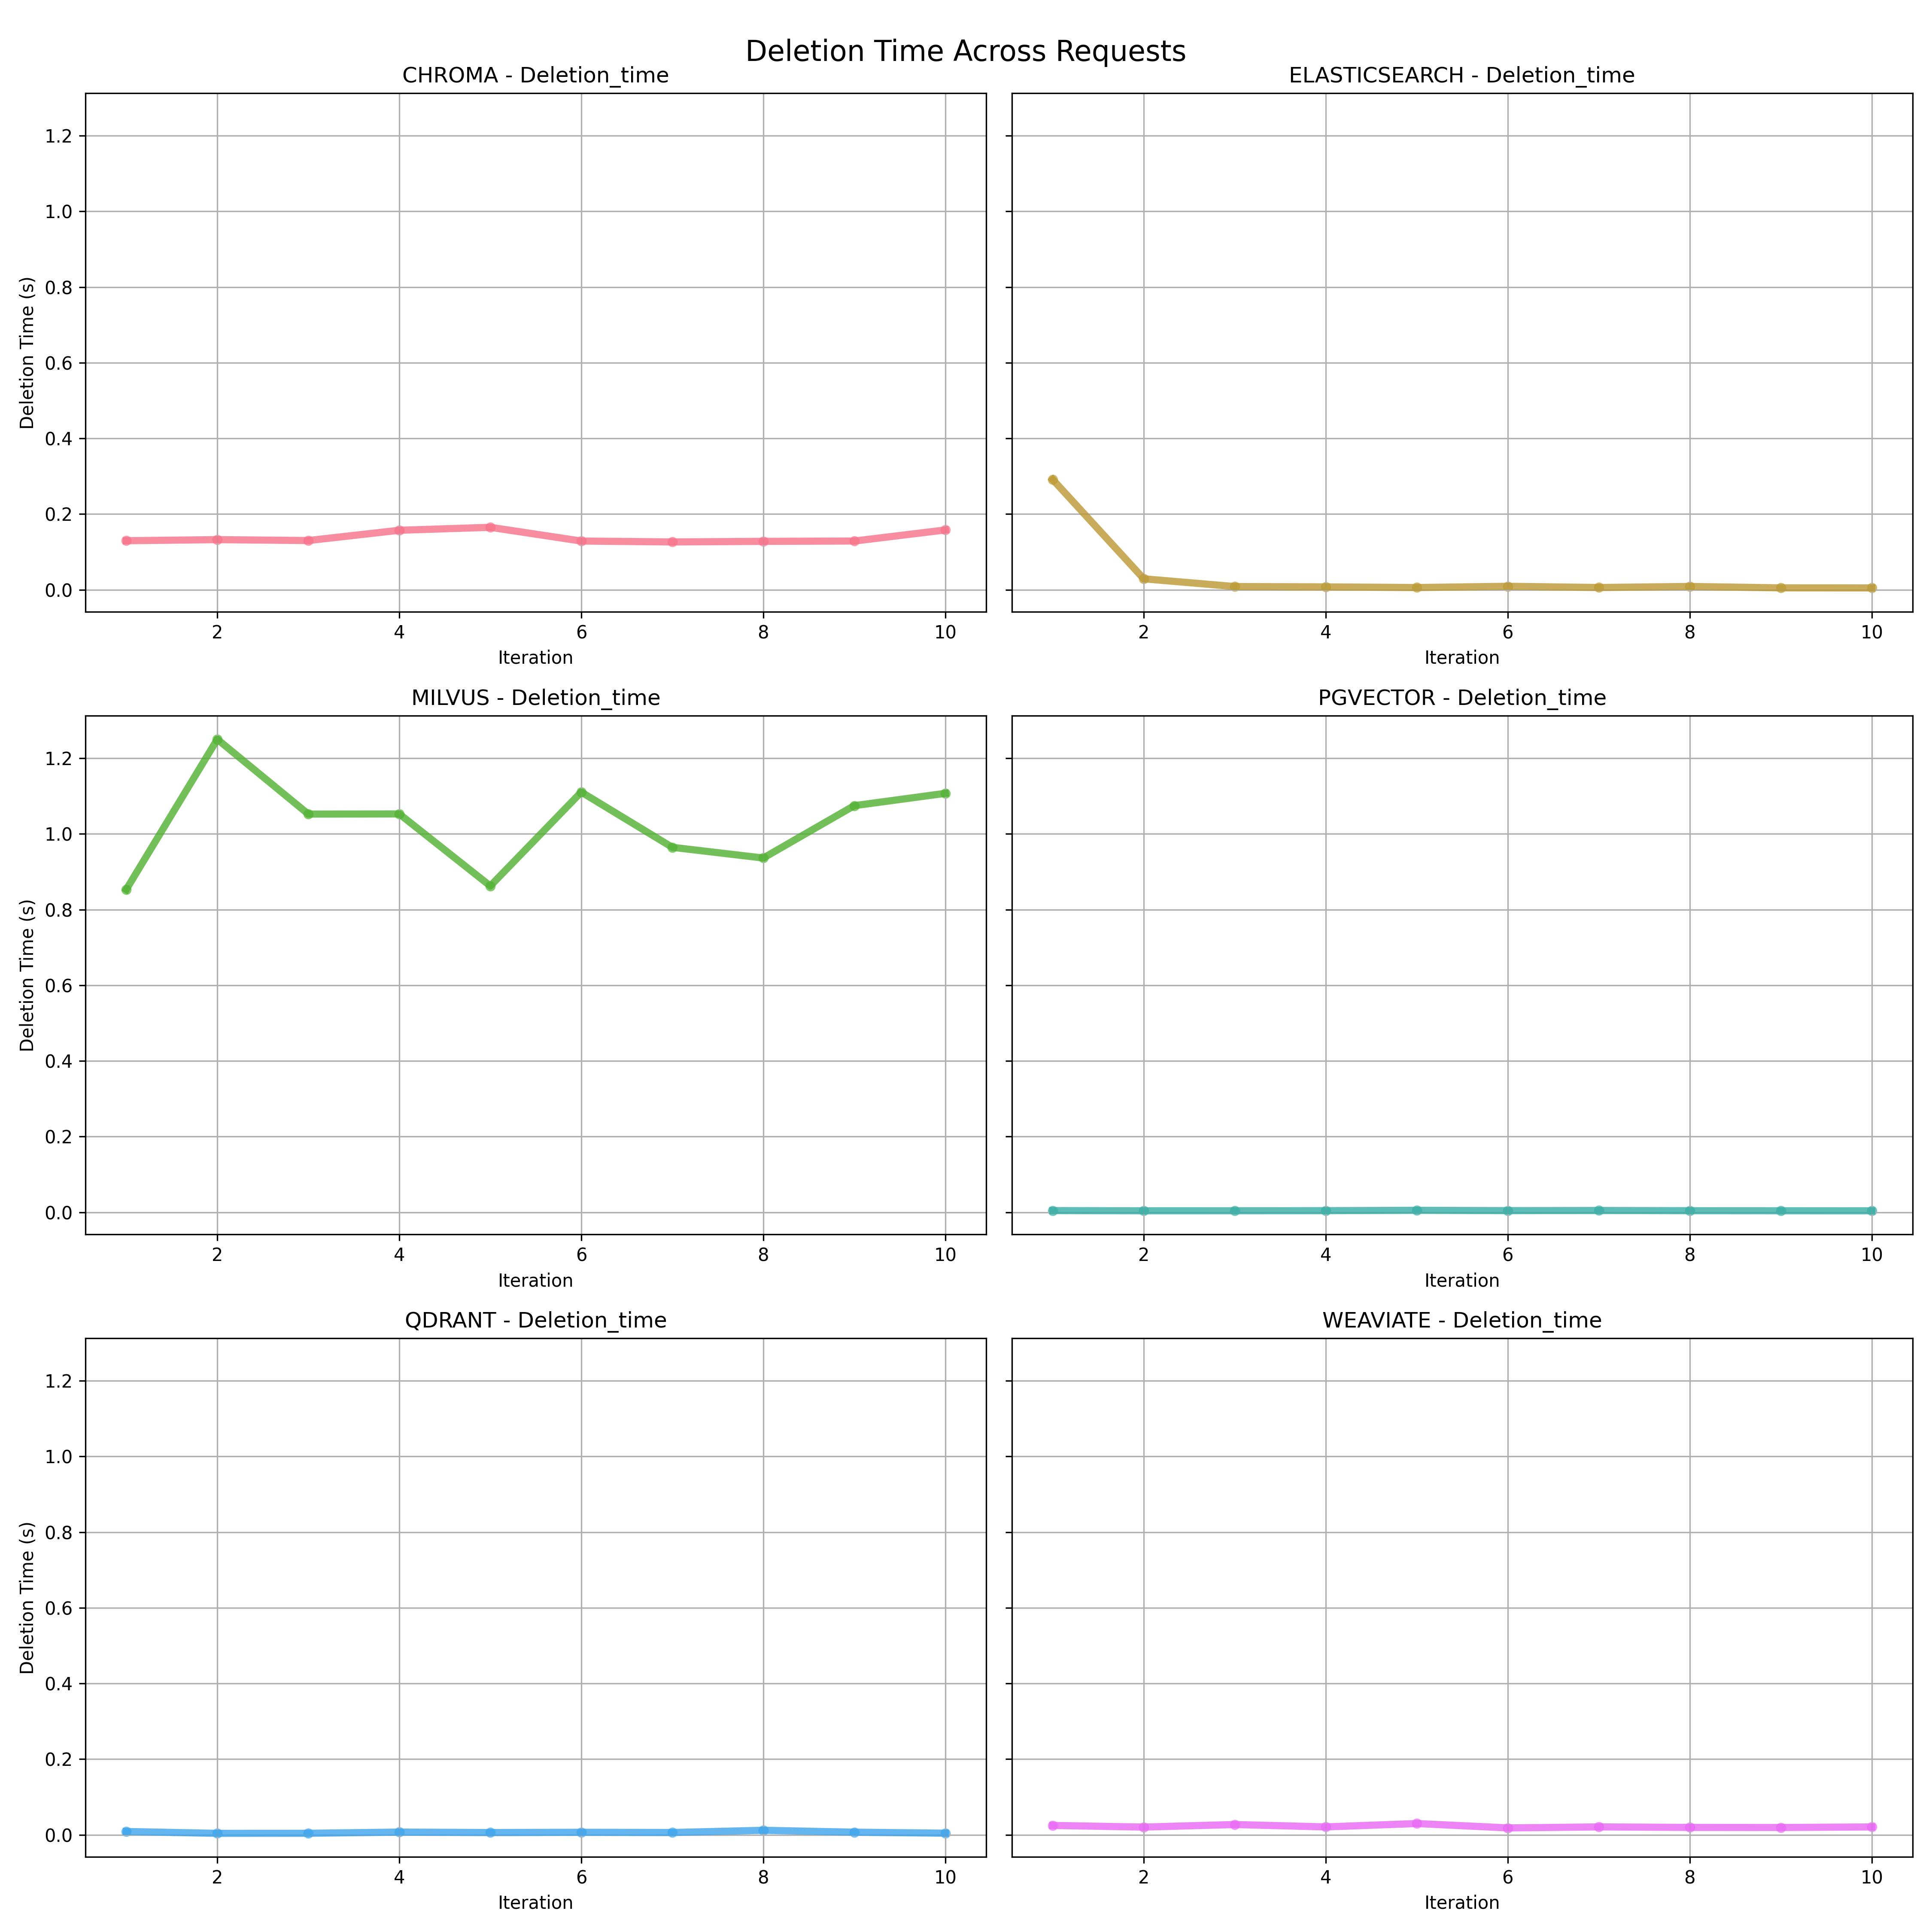 Deletion Time Across Requests
CHROMA - Deletion_time
Deletion Time (s)
1.2
1.0
0.8
0.6
0.4
0.2
0.0
2 4 6 8 10
Iteration
ELASTICSEARCH - Deletion_time
2 4 6 8 10
Iteration
MILVUS - Deletion_time
Deletion Time (s)
1.2
1.0
0.8
0.6
0.4
0.2
0.0
2 4 6 8 10
Iteration
PGVECTOR - Deletion_time
2 4 6 8 10
Iteration
QDRANT - Deletion_time
Deletion Time (s)
1.2
1.0
0.8
0.6
0.4
0.2
0.0
2 4 6 8 10
Iteration
WEAVIATE - Deletion_time
2 4 6 8 10
Iteration